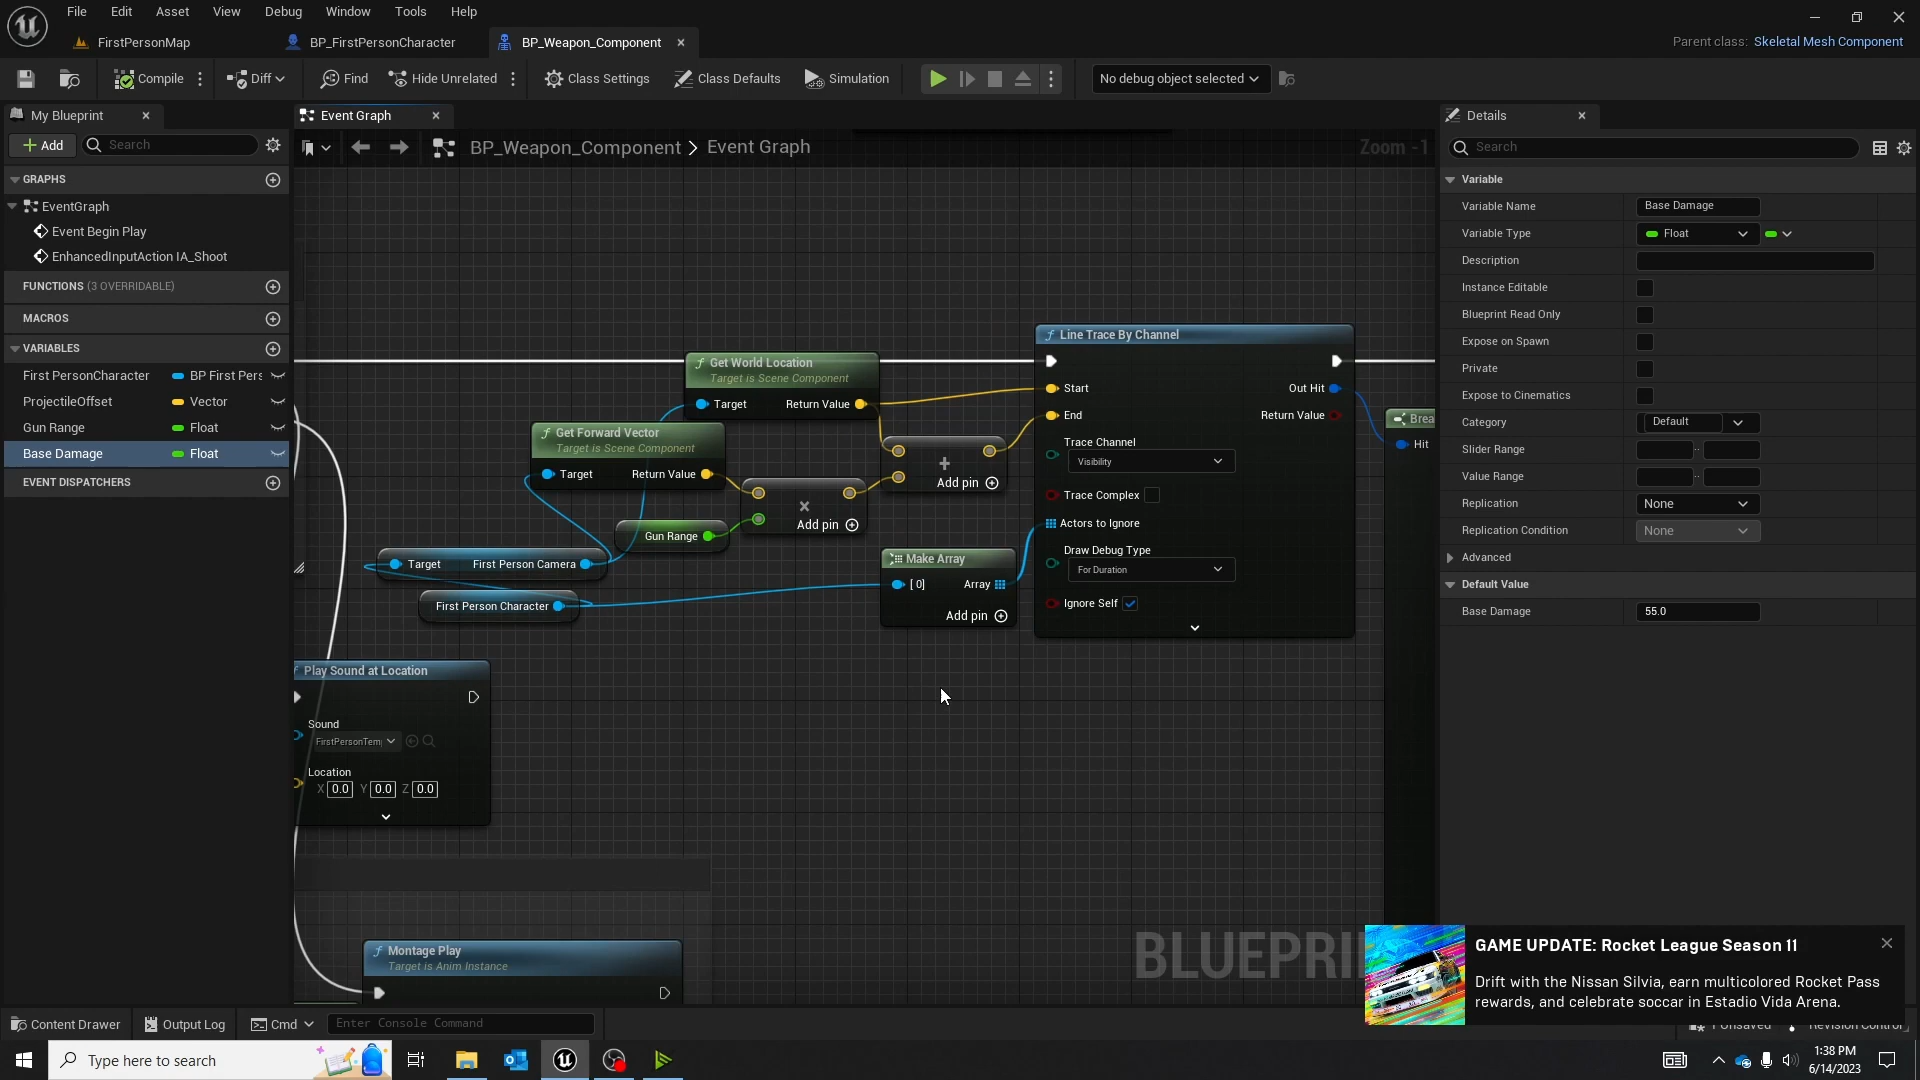 File Edit Asset View Debug Window Tools Help
FirstPersonMap BP_FirstPersonCharacter BP_Weapon_Component
Parent class: Skeletal Mesh Component
Compile Diff Find Hide Unrelated Class Settings Class Defaults Simulation No debug object selected
My Blueprint
Event Graph
Details
Add Search
BP_Weapon_Component > Event Graph
Zoom -1
Search
GRAPHS
EventGraph
Event Begin Play
EnhancedInputAction IA_Shoot
FUNCTIONS (3 OVERRIDABLE)
MACROS
VARIABLES
First PersonCharacter BP First Pers
ProjectileOffset Vector
Gun Range Float
Base Damage Float
EVENT DISPATCHERS
Get World Location
Target is Scene Component
Target Return Value
Get Forward Vector
Target is Scene Component
Target Return Value
Add pin
Add pin
Gun Range
Target First Person Camera
First Person Character
Make Array
[0] Array
Add pin
Line Trace By Channel
Start Out Hit
End Return Value
Trace Channel
Visibility
Trace Complex
Actors to Ignore
Draw Debug Type
For Duration
Ignore Self
Brea
Hit
Play Sound at Location
Sound
FirstPersonTem
Location
X 0.0 Y 0.0 Z 0.0
Montage Play
Target is Anim Instance
BLUEPRI
Variable
Variable Name Base Damage
Variable Type Float
Description
Instance Editable
Blueprint Read Only
Expose on Spawn
Private
Expose to Cinematics
Category Default
Slider Range
Value Range
Replication None
Replication Condition None
Advanced
Default Value
Base Damage 55.0
GAME UPDATE: Rocket League Season 11
Drift with the Nissan Silvia, earn multicolored Rocket Pass
rewards, and celebrate soccar in Estadio Vida Arena.
Content Drawer Output Log Cmd Enter Console Command
1 Unsaved Revision Control
Type here to search
1:38 PM
6/14/2023